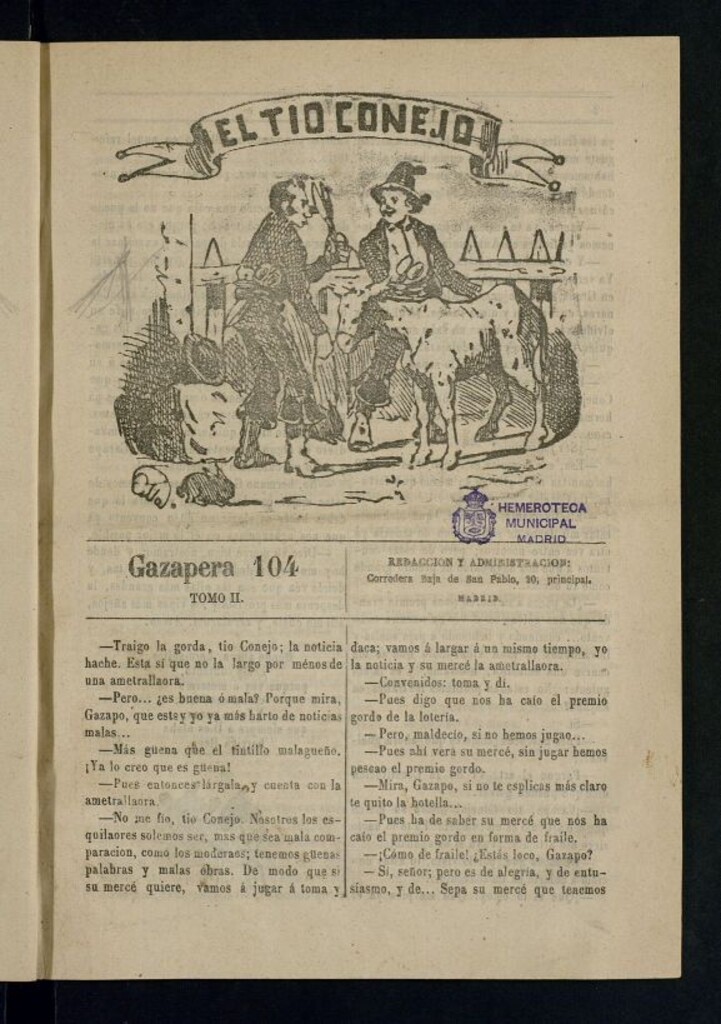 EL TIO CONEJO
HEMEROTECA
MUNICIPAL
MADRID
Gazapera 104
TOMO II.
REDACCION Y ADMINISTRACION:
Corredera Baja de San Pablo, 20, principal.
MADRID.
—Traigo la gorda, tio Conejo; la noticia
hache. Esta sí que no la largo por ménos de
una ametrallaora.
—Pero... ¿es buena ó mala? Porque mira,
Gazapo, que estoy yo ya más harto de noticias
malas...
—Más güena que el tintillo malagueño.
¡Ya lo creo que es güena!
—Pues entonces lárgala, y cuenta con la
ametrallaora.
—No me fio, tio Conejo. Nosotros los es-
quilaores solemos ser, mas que sea mala com-
paracion, como los moderaos; tenemos güenas
palabras y malas obras. De modo que si
su mercé quiere, vamos á jugar á toma y
daca; vamos á largar á un mismo tiempo, yo
la noticia y su mercé la ametrallaora.
—Convenidos: toma y di.
—Pues digo que nos ha caío el premio
gordo de la lotería.
—Pero, maldecío, si no hemos jugao...
—Pues ahí verá su mercé, sin jugar hemos
pescao el premio gordo.
—Mira, Gazapo, si no te esplicas más claro
te quito la botella...
—Pues ha de saber su mercé que nos ha
caío el premio gordo en forma de fraile.
—¡Cómo de fraile! ¿Estás loco, Gazapo?
—Sí, señor; pero es de alegría, y de entu-
siasmo, y de... Sepa su mercé que tenemos